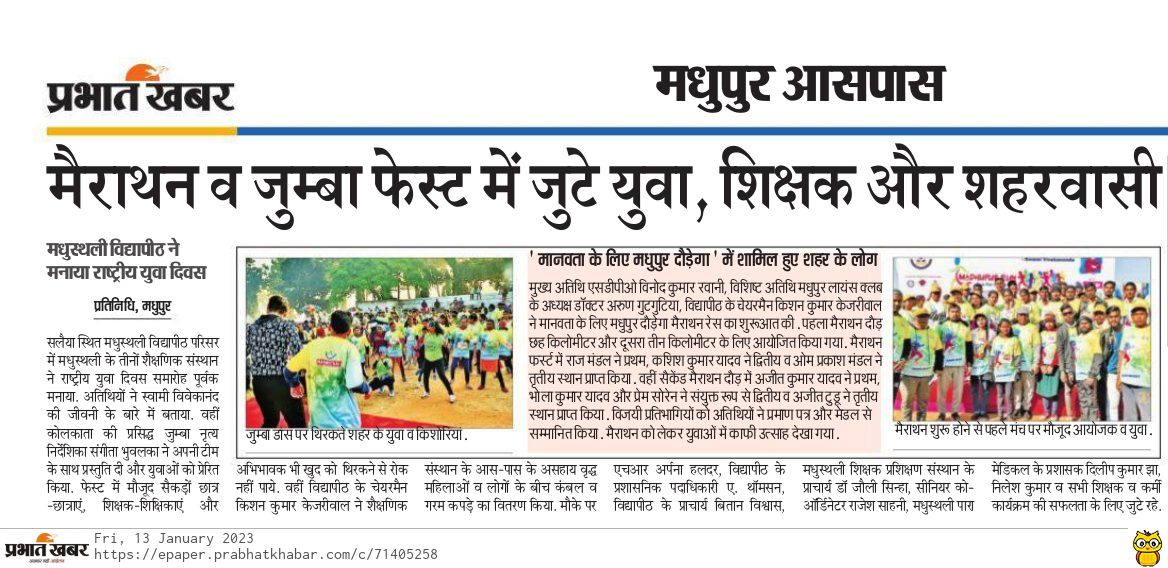 प्रभात खबर
मधुपुर आसपास
मैराथन व जुम्बा फेस्ट में जुटे युवा, शिक्षक और शहरवासी
मधुस्थली विद्यापीठ ने
मनाया राष्ट्रीय युवा दिवस
प्रतिनिधि, मधुपुर
सलैया स्थित मधुस्थली विद्यापीठ परिसर
में मधुस्थली के तीनों शैक्षणिक संस्थान
ने राष्ट्रीय युवा दिवस समारोह पूर्वक
मनाया. अतिथियों ने स्वामी विवेकानंद
की जीवनी के बारे में बताया. वहीं
कोलकाता की प्रसिद्ध जुम्बा नृत्य
निर्देशिका संगीता भुवलका ने अपनी टीम
के साथ प्रस्तुति दी और युवाओं को प्रेरित
किया. फेस्ट में मौजूद सैकड़ों छात्र
-छात्राएं, शिक्षक-शिक्षिकाएं और
जुम्बा डांस पर थिरकते शहर के युवा व किशोरियां.
' मानवता के लिए मधुपुर दौड़ेगा ' में शामिल हुए शहर के लोग
मुख्य अतिथि एसडीपीओ विनोद कुमार रवानी, विशिष्ट अतिथि मधुपुर लायंस क्लब
के अध्यक्ष डॉक्टर अरुण गुटगुटिया, विद्यापीठ के चेयरमैन किशन कुमार केजरीवाल
ने मानवता के लिए मधुपुर दौड़ेगा मैराथन रेस का शुरूआत की. पहला मैराथन दौड़
छह किलोमीटर और दूसरा तीन किलोमीटर के लिए आयोजित किया गया. मैराथन
फर्स्ट में राज मंडल ने प्रथम, कशिश कुमार यादव ने द्वितीय व ओम प्रकाश मंडल ने
तृतीय स्थान प्राप्त किया. वहीं सैकेंड मैराथन दौड़ में अजीत कुमार यादव ने प्रथम,
भोला कुमार यादव और प्रेम सोरेन ने संयुक्त रूप से द्वितीय व अजीत टुडू ने तृतीय
स्थान प्राप्त किया. विजयी प्रतिभागियों को अतिथियों ने प्रमाण पत्र और मेडल से
सम्मानित किया. मैराथन को लेकर युवाओं में काफी उत्साह देखा गया.
मैराथन शुरू होने से पहले मंच पर मौजूद आयोजक व युवा.
अभिभावक भी खुद को थिरकने से रोक
नहीं पाये. वहीं विद्यापीठ के चेयरमैन
किशन कुमार केजरीवाल ने शैक्षणिक
संस्थान के आस-पास के असहाय वृद्ध
महिलाओं व लोगों के बीच कंबल व
गरम कपड़े का वितरण किया. मौके पर
एचआर अर्पना हलदर, विद्यापीठ के
प्रशासनिक पदाधिकारी ए. थॉमसन,
विद्यापीठ के प्राचार्य बितान विश्वास,
मधुस्थली शिक्षक प्रशिक्षण संस्थान के
प्राचार्य डॉ जौली सिन्हा, सीनियर को-
ऑर्डिनेटर राजेश साहनी, मधुस्थली पारा
मेडिकल के प्रशासक दिलीप कुमार झा,
निलेश कुमार व सभी शिक्षक व कर्मी
कार्यक्रम की सफलता के लिए जुटे रहे.
प्रभात खबर
Fri, 13 January 2023
https://epaper.prabhatkhabar.com/c/71405258